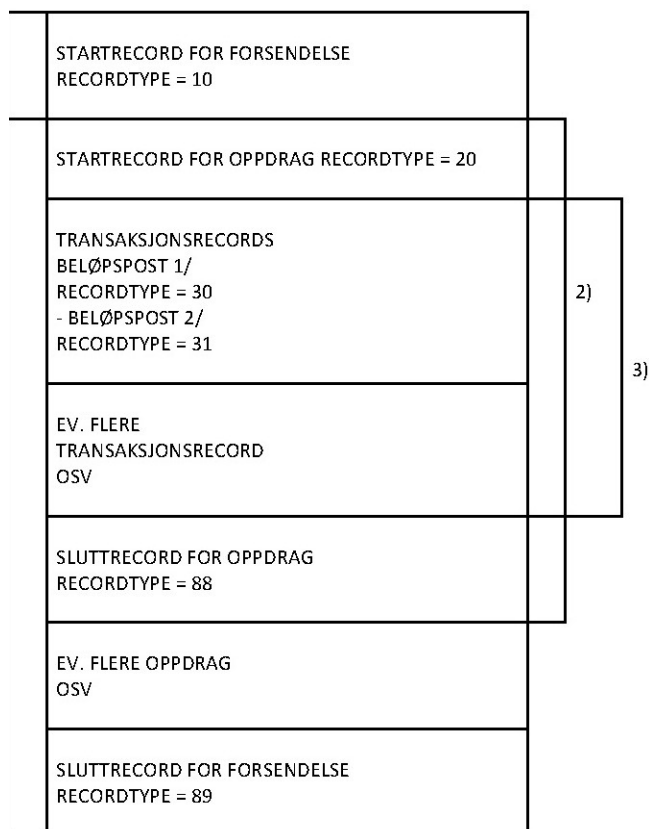 STARTRECORD FOR FORSENDELSE
RECORDTYPE = 10
STARTRECORD FOR OPPDRAG RECORDTYPE = 20
TRANSAKSJONSRECORDS
BELØPSPOST 1/
RECORDTYPE = 30
- BELØPSPOST 2/
RECORDTYPE = 31
2)
3)
EV. FLERE
TRANSAKSJONSRECORD
OSV
SLUTTRECORD FOR OPPDRAG
RECORDTYPE = 88
EV. FLERE OPPDRAG
OSV
SLUTTRECORD FOR FORSENDELSE
RECORDTYPE = 89